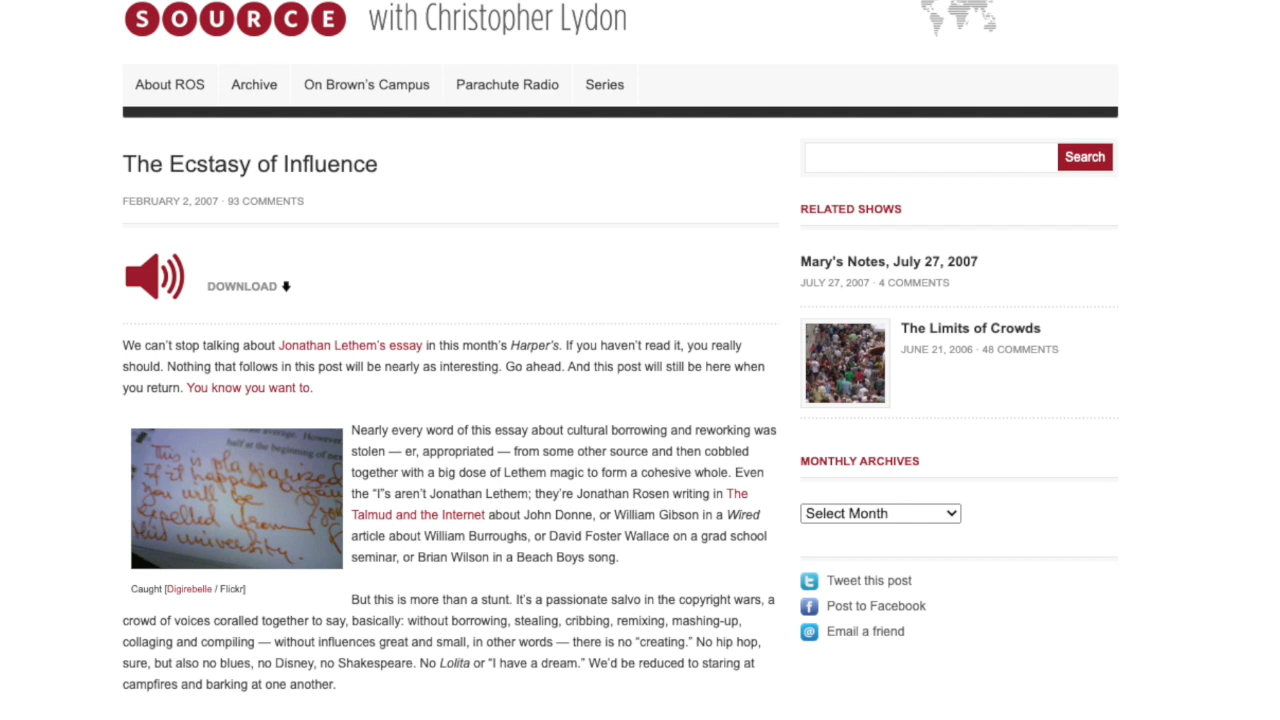 SOURCE with Christopher Lydon
About ROS Archive On Brown’s Campus Parachute Radio Series
The Ecstasy of Influence
FEBRUARY 2, 2007 · 93 COMMENTS
DOWNLOAD
We can’t stop talking about Jonathan Lethem’s essay in this month’s Harper’s. If you haven’t read it, you really
should. Nothing that follows in this post will be nearly as interesting. Go ahead. And this post will still be here when
you return. You know you want to.
half at the beginning of
This is plagiarized
If it happens again
you will be
expelled from
this university.
Caught [Digirebelle / Flickr]
Nearly every word of this essay about cultural borrowing and reworking was
stolen — er, appropriated — from some other source and then cobbled
together with a big dose of Lethem magic to form a cohesive whole. Even
the “I”s aren’t Jonathan Lethem; they’re Jonathan Rosen writing in The
Talmud and the Internet about John Donne, or William Gibson in a Wired
article about William Burroughs, or David Foster Wallace on a grad school
seminar, or Brian Wilson in a Beach Boys song.
But this is more than a stunt. It’s a passionate salvo in the copyright wars, a
crowd of voices coralled together to say, basically: without borrowing, stealing, cribbing, remixing, mashing-up,
collaging and compiling — without influences great and small, in other words — there is no “creating.” No hip hop,
sure, but also no blues, no Disney, no Shakespeare. No Lolita or “I have a dream.” We’d be reduced to staring at
campfires and barking at one another.
Search
RELATED SHOWS
Mary's Notes, July 27, 2007
JULY 27, 2007 · 4 COMMENTS
The Limits of Crowds
JUNE 21, 2006 · 48 COMMENTS
MONTHLY ARCHIVES
Select Month
Tweet this post
Post to Facebook
Email a friend